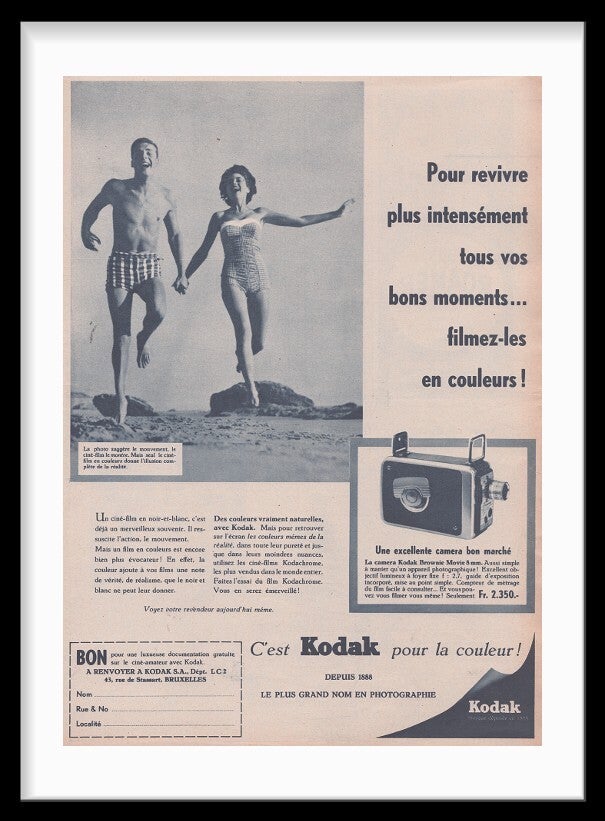 Pour revivre
plus intensément
tous vos
bons moments...
filmez-les
en couleurs !
La photo suggère le mouvement, le
ciné-film le montre. Mais seul le ciné-
film en couleurs donne l'illusion com-
plète de la réalité.
Un ciné-film en noir-et-blanc, c'est
déjà un merveilleux souvenir. Il res-
suscite l'action, le mouvement.
Mais un film en couleurs est encore
bien plus évocateur ! En effet, la
couleur ajoute à vos films une note
de vérité, de réalisme, que le noir et
blanc ne peut leur donner.
Des couleurs vraiment naturelles,
avec Kodak. Mais pour retrouver
sur l'écran les couleurs mêmes de la
réalité, dans toute leur pureté et jus-
que dans leurs moindres nuances,
utilisez les ciné-films Kodachrome,
les plus vendus dans le monde entier.
Faites l'essai du film Kodachrome.
Vous en serez émerveillé !
Voyez votre revendeur aujourd'hui même.
Une excellente camera bon marché
La camera Kodak Brownie Movie 8 mm. Aussi simple
à manier qu'un appareil photographique ! Excellent ob-
jectif lumineux à foyer fixe f : 2,7, guide d'exposition
incorporé, mise au point simple. Compteur de métrage
du film facile à consulter... Et vous pou-
vez vous filmer vous même ! Seulement Fr. 2.350.-
BON pour une luxueuse documentation gratuite
sur le ciné-amateur avec Kodak.
A RENVOYER A KODAK S.A., Dépt. LC2
43, rue de Stassart, BRUXELLES
Nom
Rue & No
Localité
C'est Kodak pour la couleur !
DEPUIS 1888
LE PLUS GRAND NOM EN PHOTOGRAPHIE
Kodak